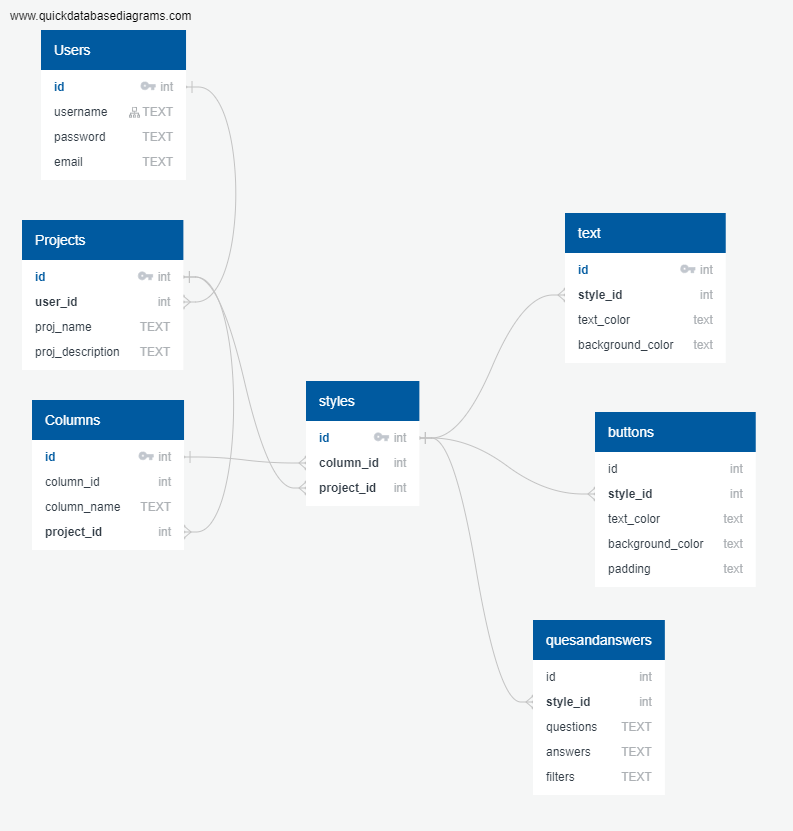 www.quickdatabasediagrams.com
Users
id int
username TEXT
password TEXT
email TEXT
Projects
id int
user_id int
proj_name TEXT
proj_description TEXT
Columns
id int
column_id int
column_name TEXT
project_id int
styles
id int
column_id int
project_id int
text
id int
style_id int
text_color text
background_color text
buttons
id int
style_id int
text_color text
background_color text
padding text
quesandanswers
id int
style_id int
questions TEXT
answers TEXT
filters TEXT